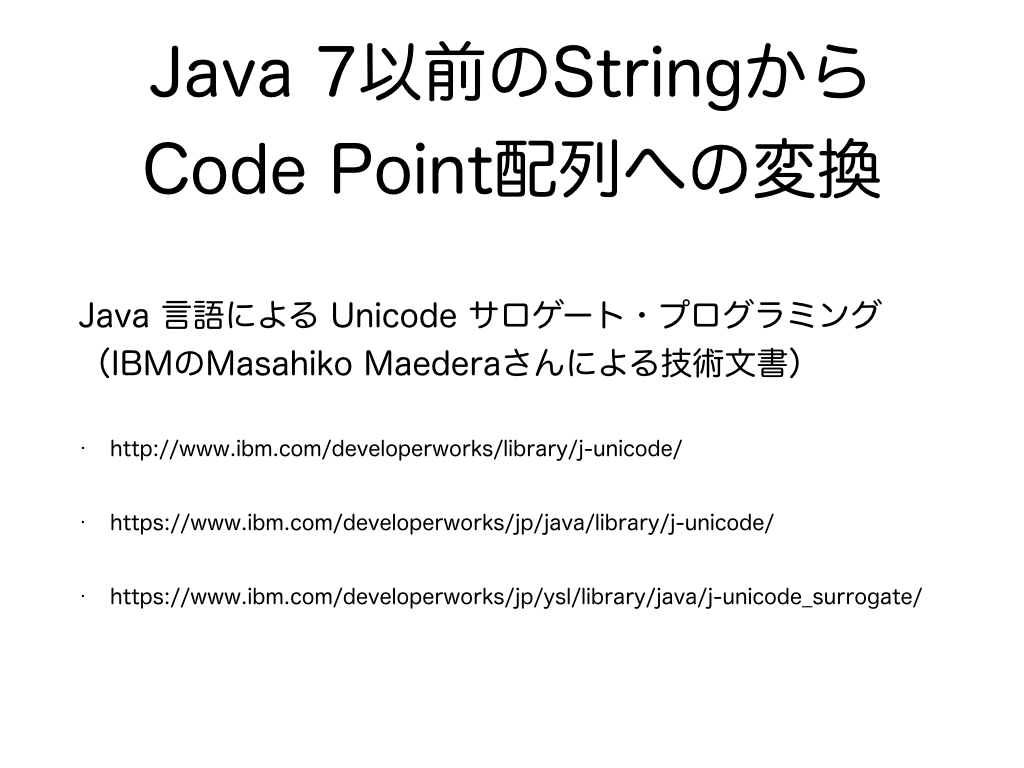 Java 7以前のStringから
Code Point配列への変換
Java 言語による Unicode サロゲート・プログラミング
（IBMのMasahiko Maederaさんによる技術文書）
・ http://www.ibm.com/developerworks/library/j-unicode/
・ https://www.ibm.com/developerworks/jp/java/library/j-unicode/
・ https://www.ibm.com/developerworks/jp/ysl/library/java/j-unicode_surrogate/